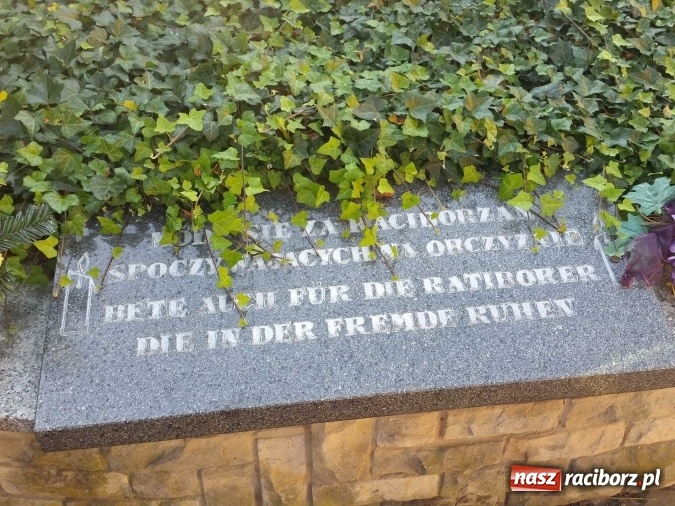 SIĘ ZA RACIBORZAN
SPOCZYWAJĄCYCH NA OBCZYŹNIE
BETE AUCH FÜR DIE RATIBORER
DIE IN DER FREMDE RUHEN
nasz raciborz.pl